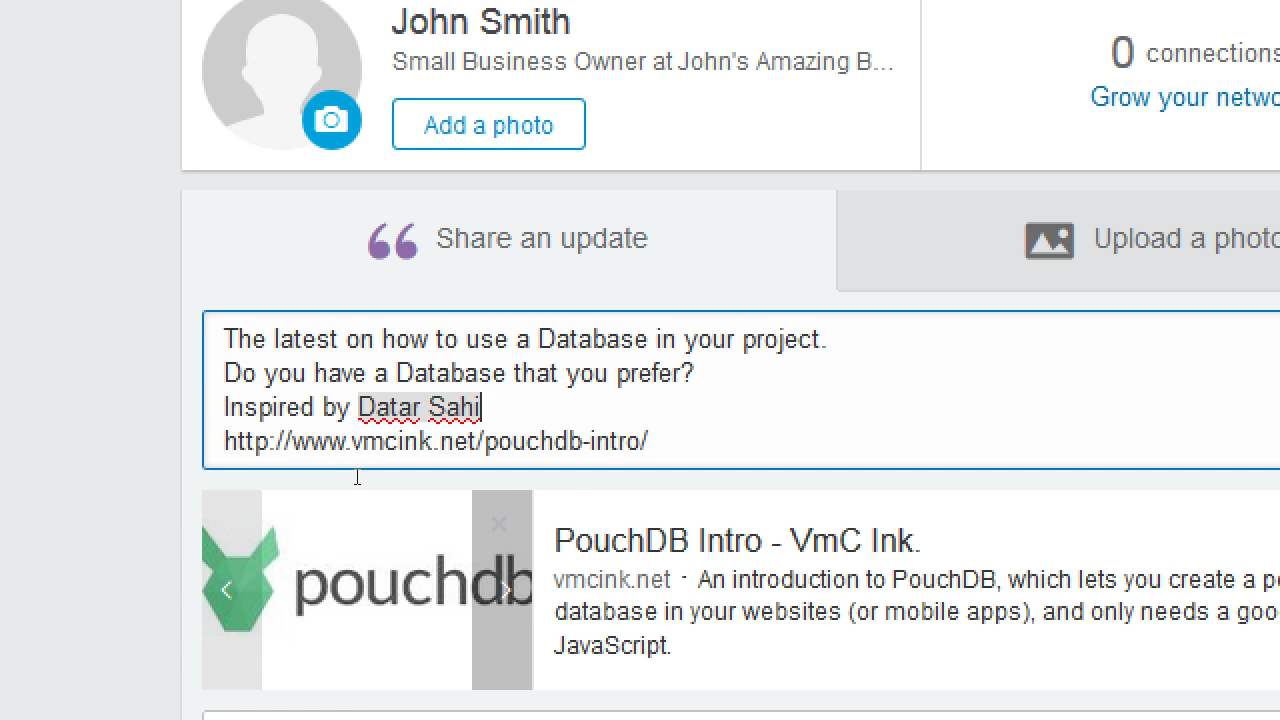 John Smith
Small Business Owner at John's Amazing B...
Add a photo
0 connections
Grow your netwo
Share an update
Upload a photo
The latest on how to use a Database in your project.
Do you have a Database that you prefer?
Inspired by Datar Sahi
http://www.vmcink.net/pouchdb-intro/
pouchdb
PouchDB Intro - VmC Ink.
vmcink.net · An introduction to PouchDB, which lets you create a pe
database in your websites (or mobile apps), and only needs a goo
JavaScript.